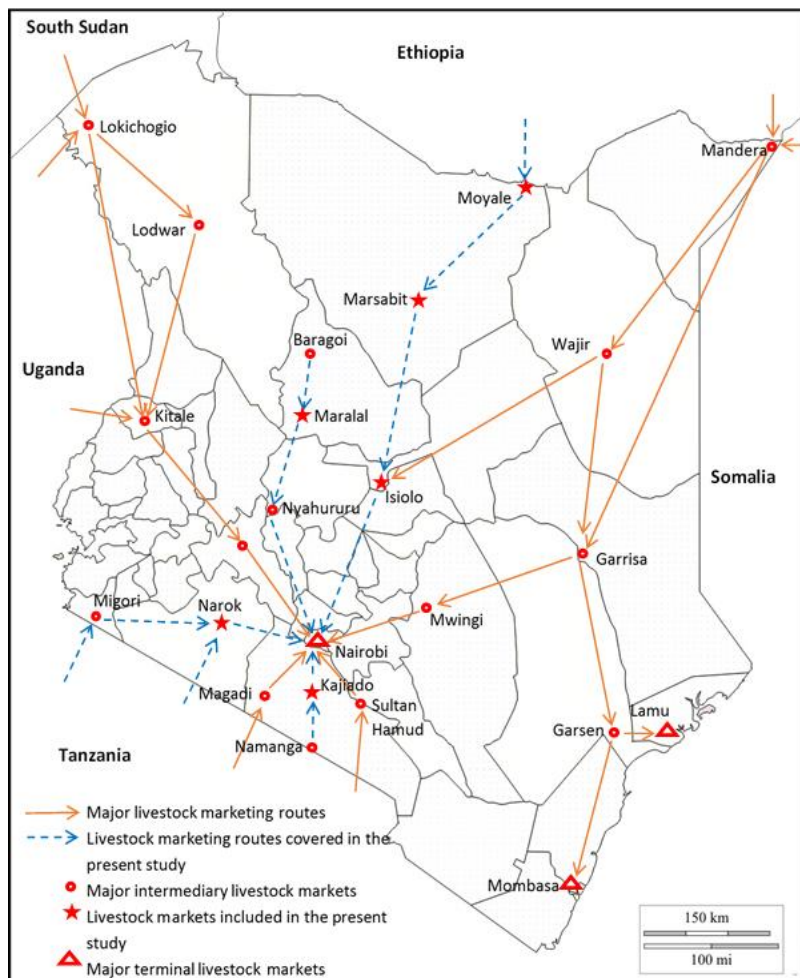 South Sudan
Ethiopia
Lokichogio
Mandera
Moyale
Lodwar
Marsabit
Baragoi
Wajir
Uganda
Maralal
Kitale
Somalia
Isiolo
Nyahururu
Garrisa
Migori
Narok
Mwingi
Nairobi
Magadi
Kajiado
Sultan
Hamud
Lamu
Garsen
Namanga
Tanzania
Major livestock marketing routes
Livestock marketing routes covered in the
present study
Major intermediary livestock markets
Livestock markets included in the present
study
Major terminal livestock markets
Mombasa
150 km
100 mi